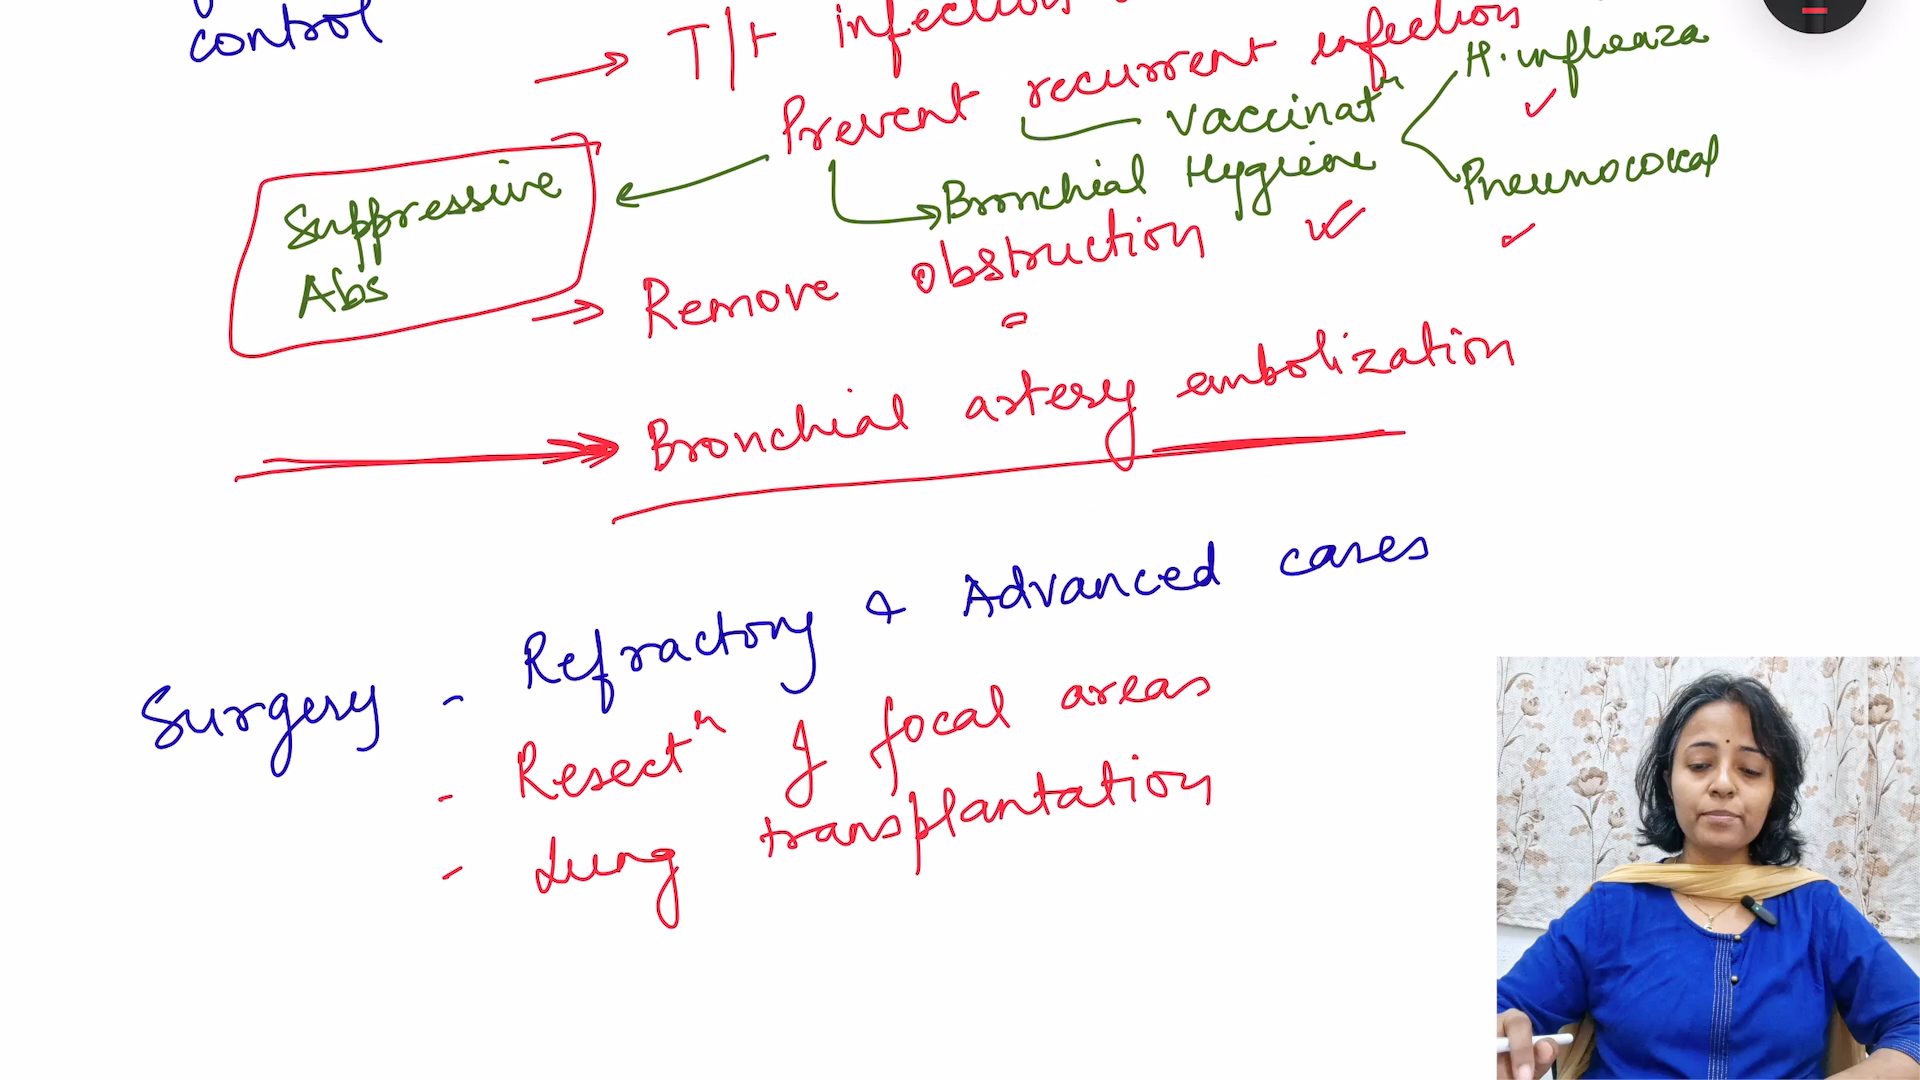 control
→ T/t infection
Prevent recurrent infection
Vaccinatⁿ
H. influeaza
Pneumococcal
Bronchial Hygiene
Suppressive
Abs
→ Remove obstruction
Bronchial artery embolization
Surgery - Refractory & Advanced cases
- Resectⁿ of focal areas
- Lung transplantation